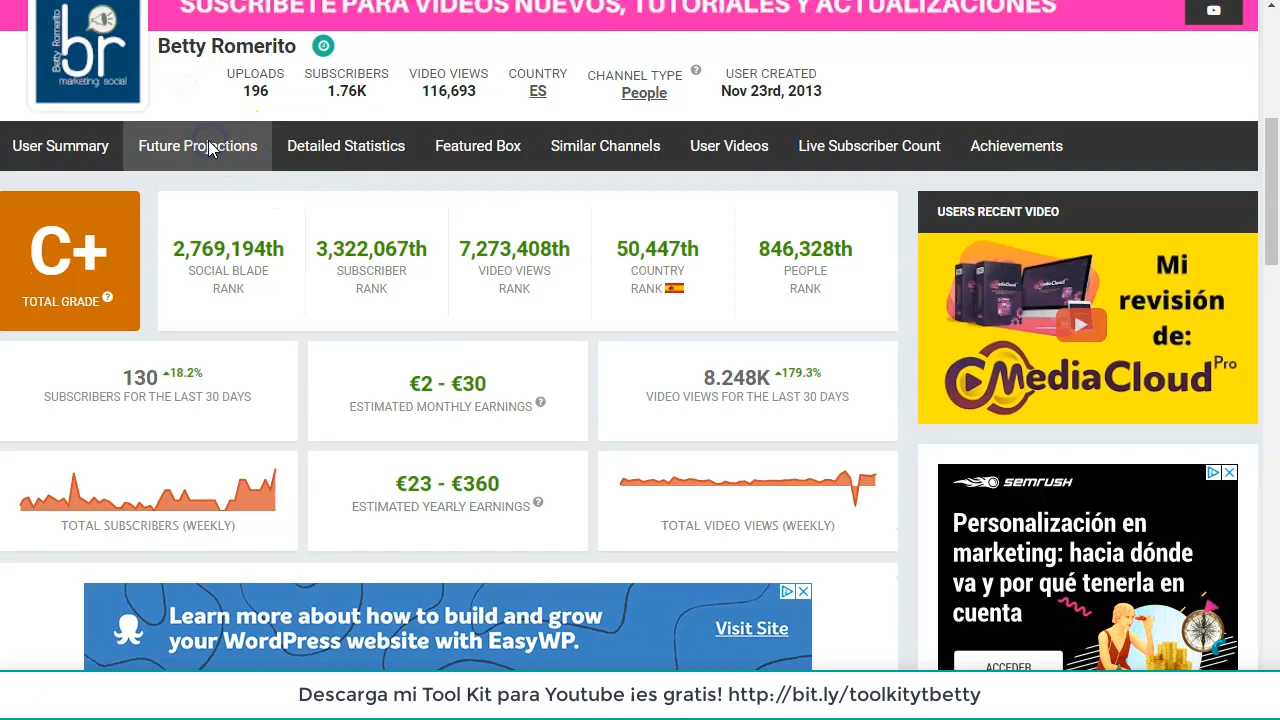 SUSCRÍBETE PARA VIDEOS NUEVOS, TUTORIALES Y ACTUALIZACIONES
Betty Romerito
br
marketing social
Betty Romerito
UPLOADS
196
SUBSCRIBERS
1.76K
VIDEO VIEWS
116,693
COUNTRY
ES
CHANNEL TYPE
People
USER CREATED
Nov 23rd, 2013
User Summary
Future Projections
Detailed Statistics
Featured Box
Similar Channels
User Videos
Live Subscriber Count
Achievements
C+
TOTAL GRADE
2,769,194th
SOCIAL BLADE
RANK
3,322,067th
SUBSCRIBER
RANK
7,273,408th
VIDEO VIEWS
RANK
50,447th
COUNTRY
RANK
846,328th
PEOPLE
RANK
USERS RECENT VIDEO
Mi
revisión
de:
MediaCloud Pro
130 18.2%
SUBSCRIBERS FOR THE LAST 30 DAYS
€2 - €30
ESTIMATED MONTHLY EARNINGS
8.248K 179.3%
VIDEO VIEWS FOR THE LAST 30 DAYS
TOTAL SUBSCRIBERS (WEEKLY)
€23 - €360
ESTIMATED YEARLY EARNINGS
TOTAL VIDEO VIEWS (WEEKLY)
semrush
Personalización en
marketing: hacia dónde
va y por qué tenerla en
cuenta
ACCEDER
Learn more about how to build and grow
your WordPress website with EasyWP.
Visit Site
Descarga mi Tool Kit para Youtube ¡es gratis! http://bit.ly/toolkitytbetty